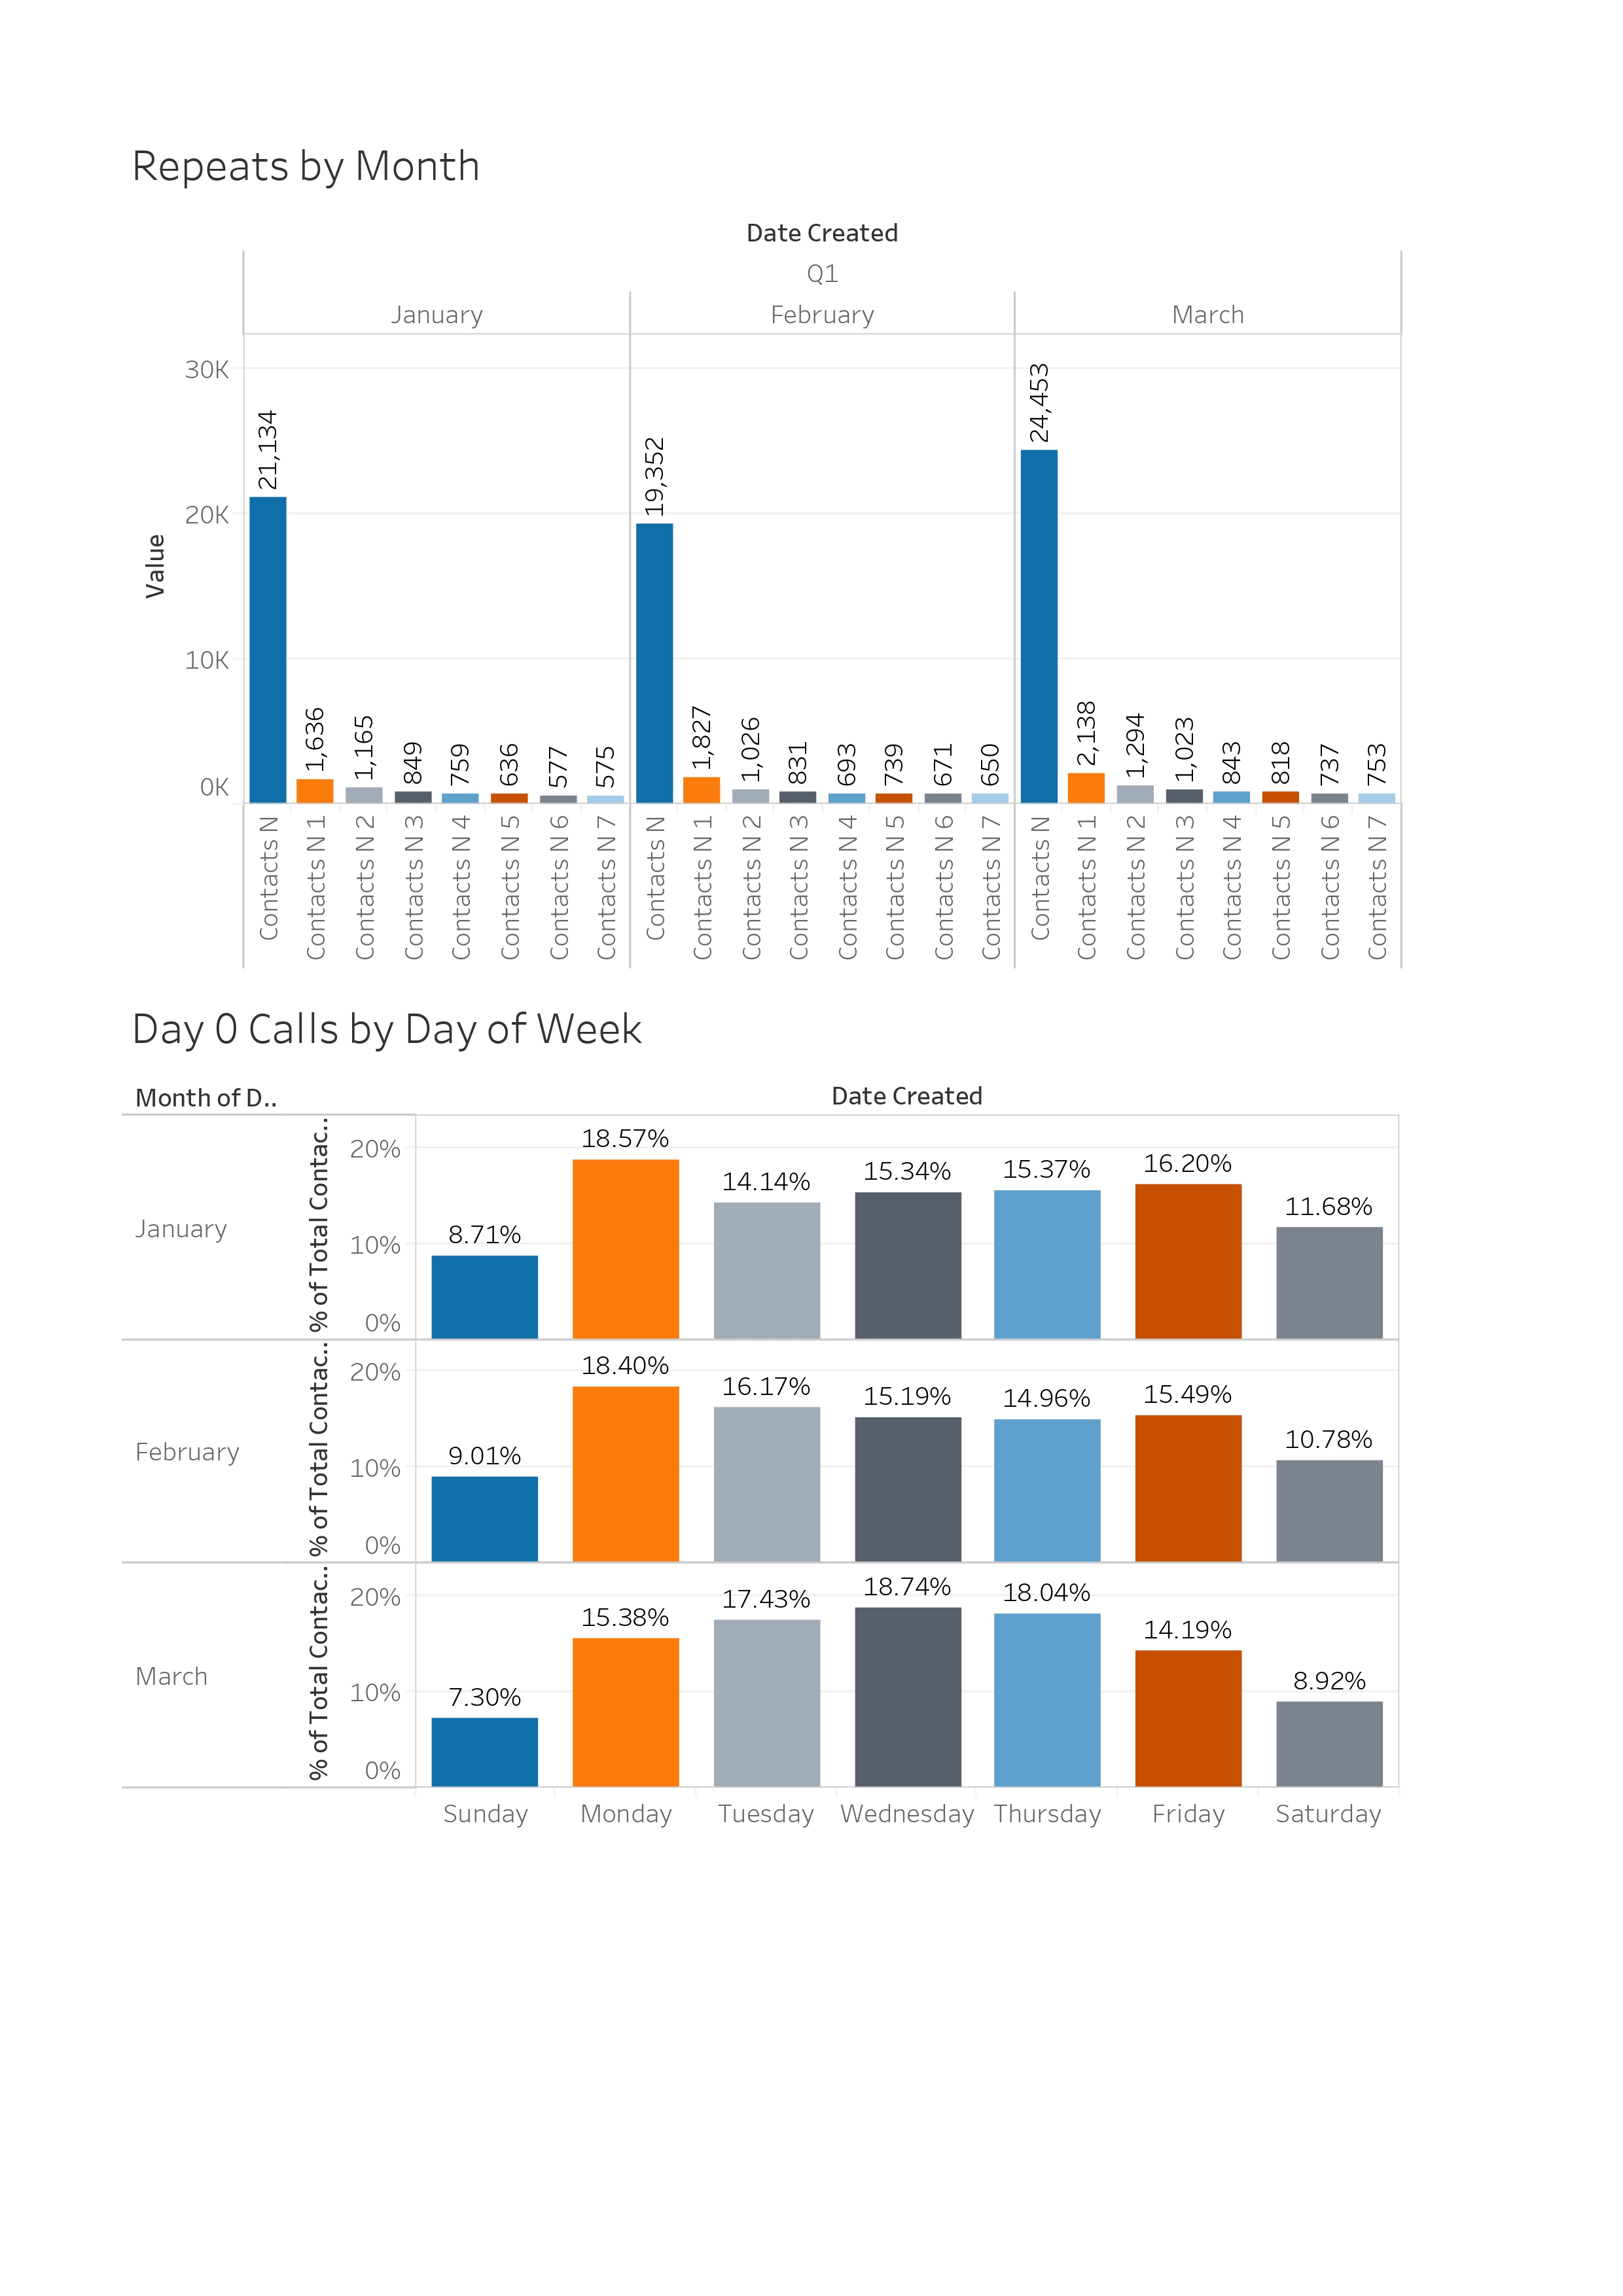 Repeats by Month
Date Created
Q1
January February March
Value
30K
20K
10K
0K
21,134 1,636 1,165 849 759 636 577 575
19,352 1,827 1,026 831 693 739 671 650
24,453 2,138 1,294 1,023 843 818 737 753
Contacts N Contacts N 1 Contacts N 2 Contacts N 3 Contacts N 4 Contacts N 5 Contacts N 6 Contacts N 7
Contacts N Contacts N 1 Contacts N 2 Contacts N 3 Contacts N 4 Contacts N 5 Contacts N 6 Contacts N 7
Contacts N Contacts N 1 Contacts N 2 Contacts N 3 Contacts N 4 Contacts N 5 Contacts N 6 Contacts N 7
Day 0 Calls by Day of Week
Month of D.. Date Created
January
% of Total Contac..
20%
10%
0%
8.71% 18.57% 14.14% 15.34% 15.37% 16.20% 11.68%
February
% of Total Contac..
20%
10%
0%
9.01% 18.40% 16.17% 15.19% 14.96% 15.49% 10.78%
March
% of Total Contac..
20%
10%
0%
7.30% 15.38% 17.43% 18.74% 18.04% 14.19% 8.92%
Sunday Monday Tuesday Wednesday Thursday Friday Saturday